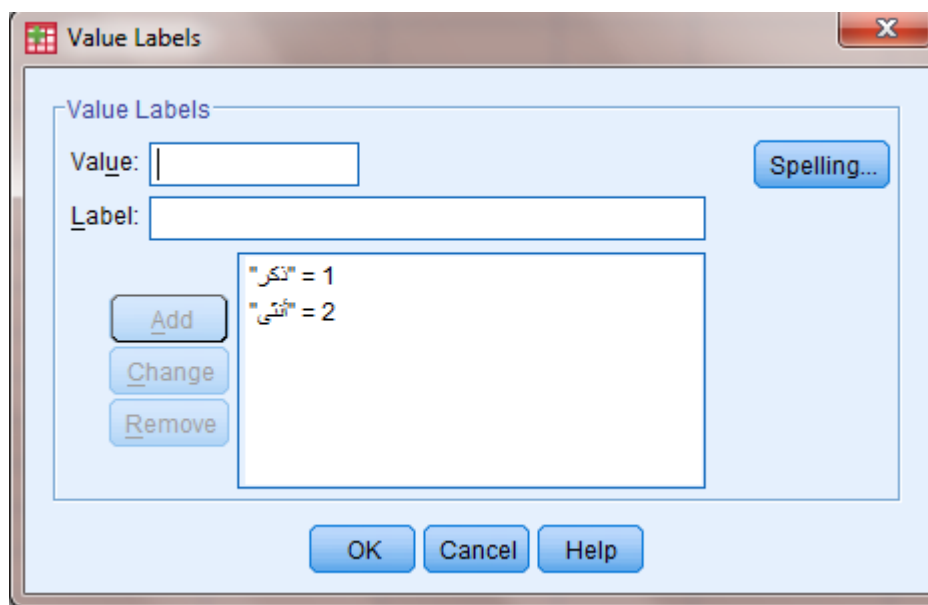 Value Labels
Value Labels
Value:
Spelling...
Label:
"ذكر" = 1
"أنثى" = 2
Add
Change
Remove
OK
Cancel
Help